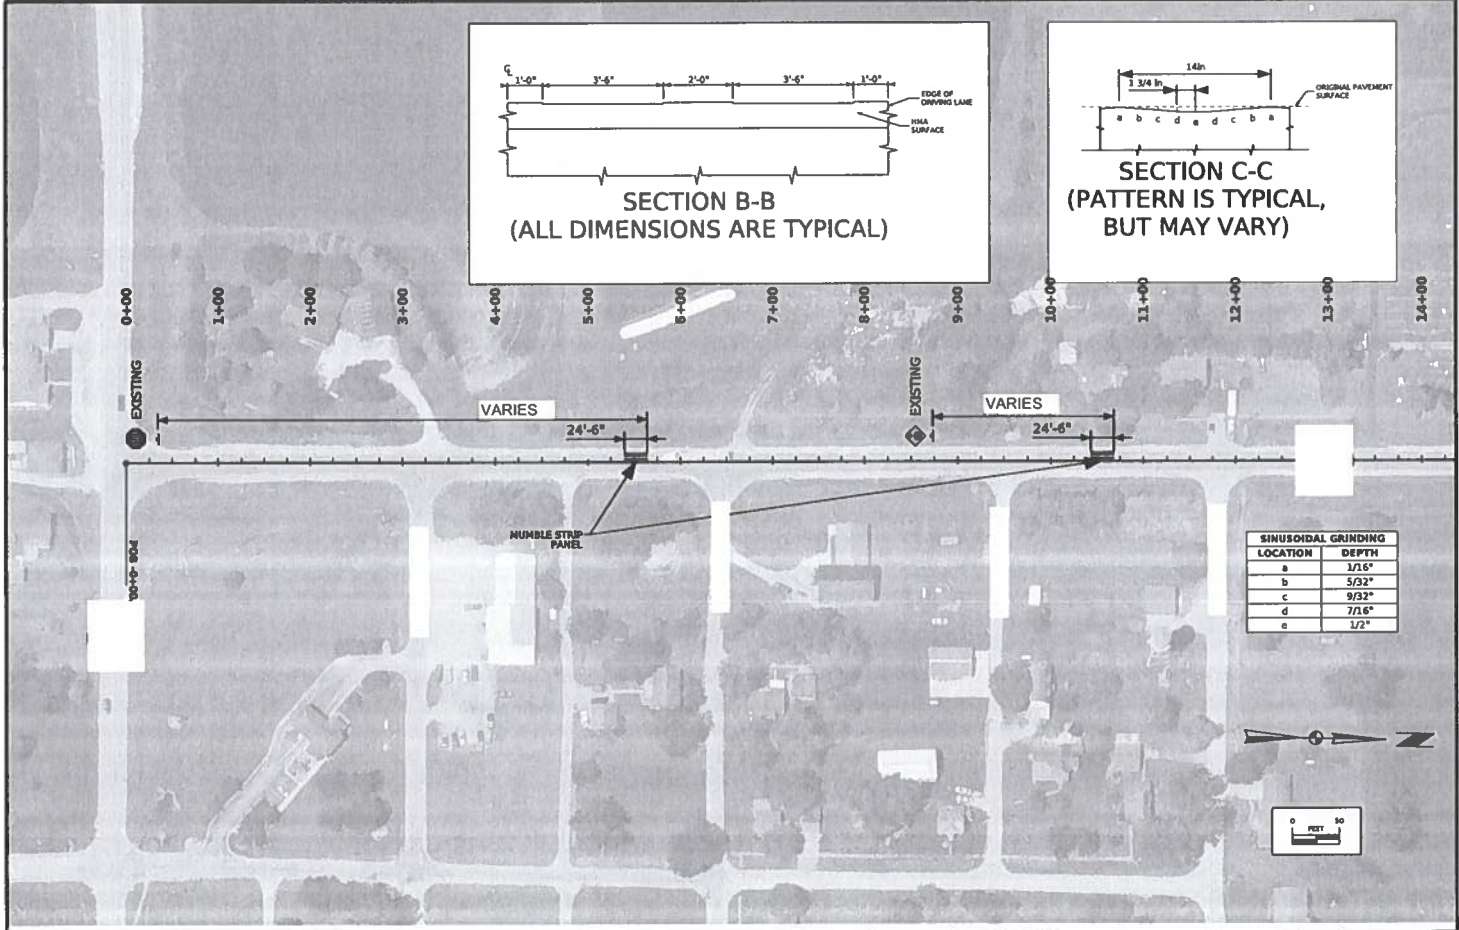 ℄
1'-0"
3'-6"
2'-0"
3'-6"
1'-0"
EDGE OF
DRIVING LANE
HMA
SURFACE
SECTION B-B
(ALL DIMENSIONS ARE TYPICAL)
14in
1 3/4 in
ORIGINAL PAVEMENT
SURFACE
a b c d e d c b a
SECTION C-C
(PATTERN IS TYPICAL,
BUT MAY VARY)
0+00
1+00
2+00
3+00
4+00
5+00
6+00
7+00
8+00
9+00
10+00
11+00
12+00
13+00
14+00
EXISTING
VARIES
24'-6"
EXISTING
VARIES
24'-6"
MUMBLE STRIP
PANEL
POB -0+00.
SINUSOIDAL GRINDING
LOCATION DEPTH
a 1/16"
b 5/32"
c 9/32"
d 7/16"
e 1/2"
N
0 50
FEET